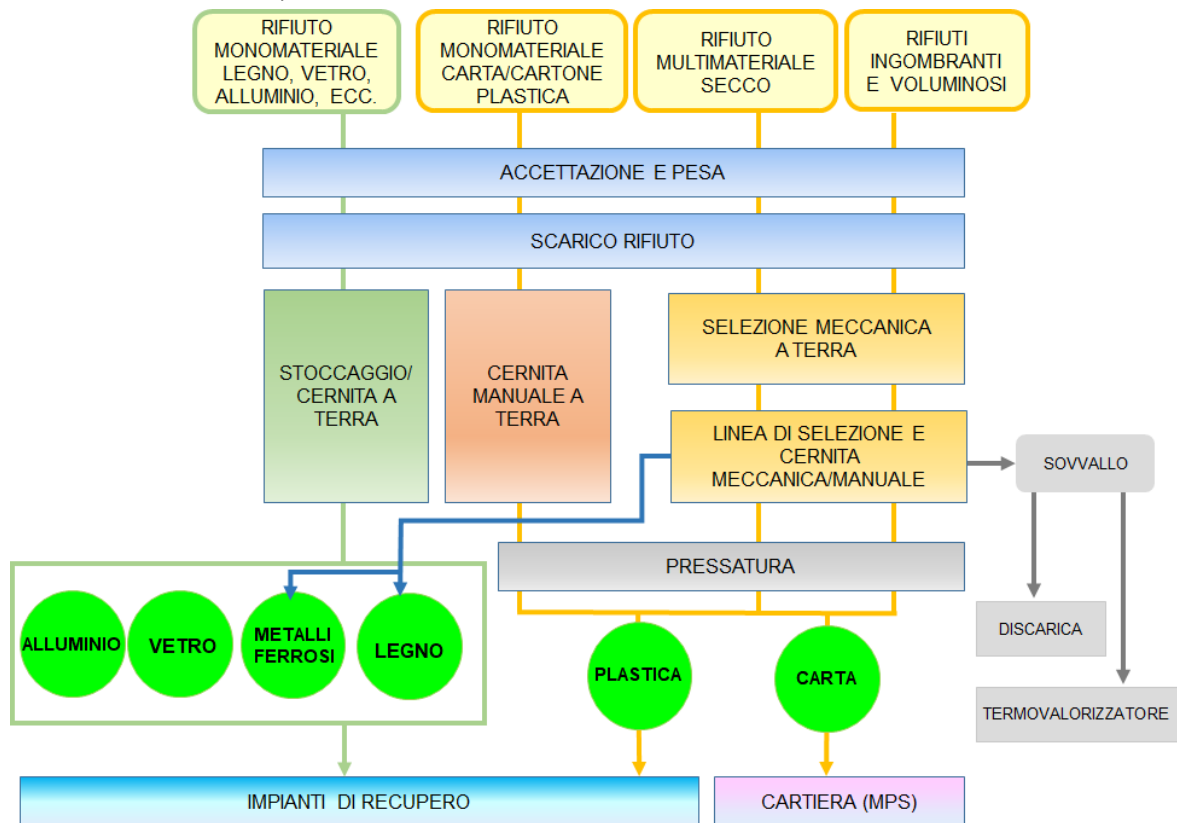 RIFIUTO
MONOMATERIALE
LEGNO, VETRO,
ALLUMINIO, ECC.
RIFIUTO
MONOMATERIALE
CARTA/CARTONE
PLASTICA
RIFIUTO
MULTIMATERIALE
SECCO
RIFIUTI
INGOMBRANTI
E VOLUMINOSI
ACCETTAZIONE E PESA
SCARICO RIFIUTO
STOCCAGGIO/
CERNITA A
TERRA
CERNITA
MANUALE A
TERRA
SELEZIONE MECCANICA
A TERRA
LINEA DI SELEZIONE E
CERNITA
MECCANICA/MANUALE
SOVVALLO
PRESSATURA
ALLUMINIO
VETRO
METALLI
FERROSI
LEGNO
PLASTICA
CARTA
DISCARICA
TERMOVALORIZZATORE
IMPIANTI DI RECUPERO
CARTIERA (MPS)